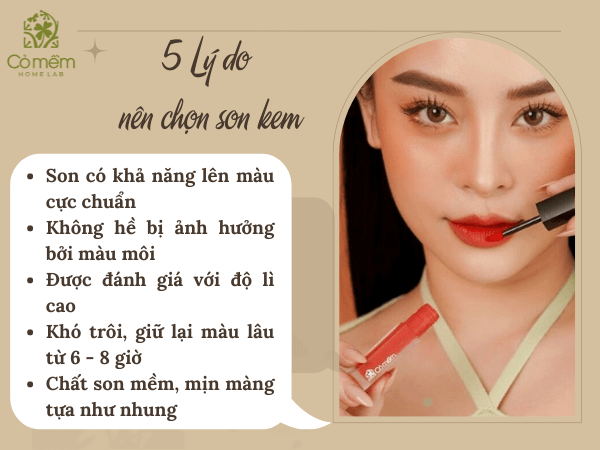 Cỏ mềm
HOME LAB
5 Lý do
nên chọn son kem
• Son có khả năng lên màu
cực chuẩn
• Không hề bị ảnh hưởng
bởi màu môi
• Được đánh giá với độ lì
cao
• Khó trôi, giữ lại màu lâu
từ 6 - 8 giờ
• Chất son mềm, mịn màng
tựa như nhung
Cỏ mềm